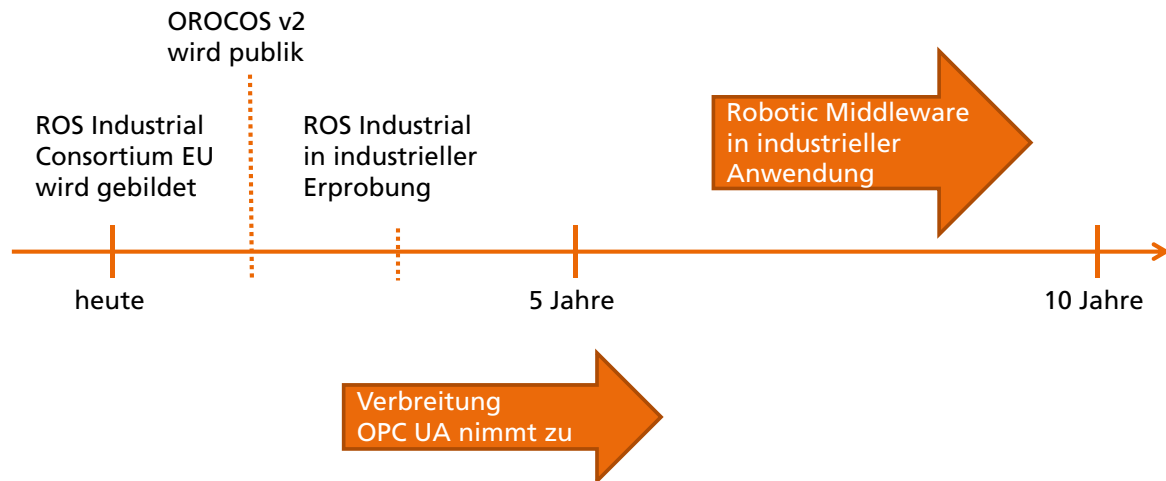 OROCOS v2
wird publik
ROS Industrial
Consortium EU
wird gebildet
ROS Industrial
in industrieller
Erprobung
Robotic Middleware
in industrieller
Anwendung
heute
5 Jahre
10 Jahre
Verbreitung
OPC UA nimmt zu